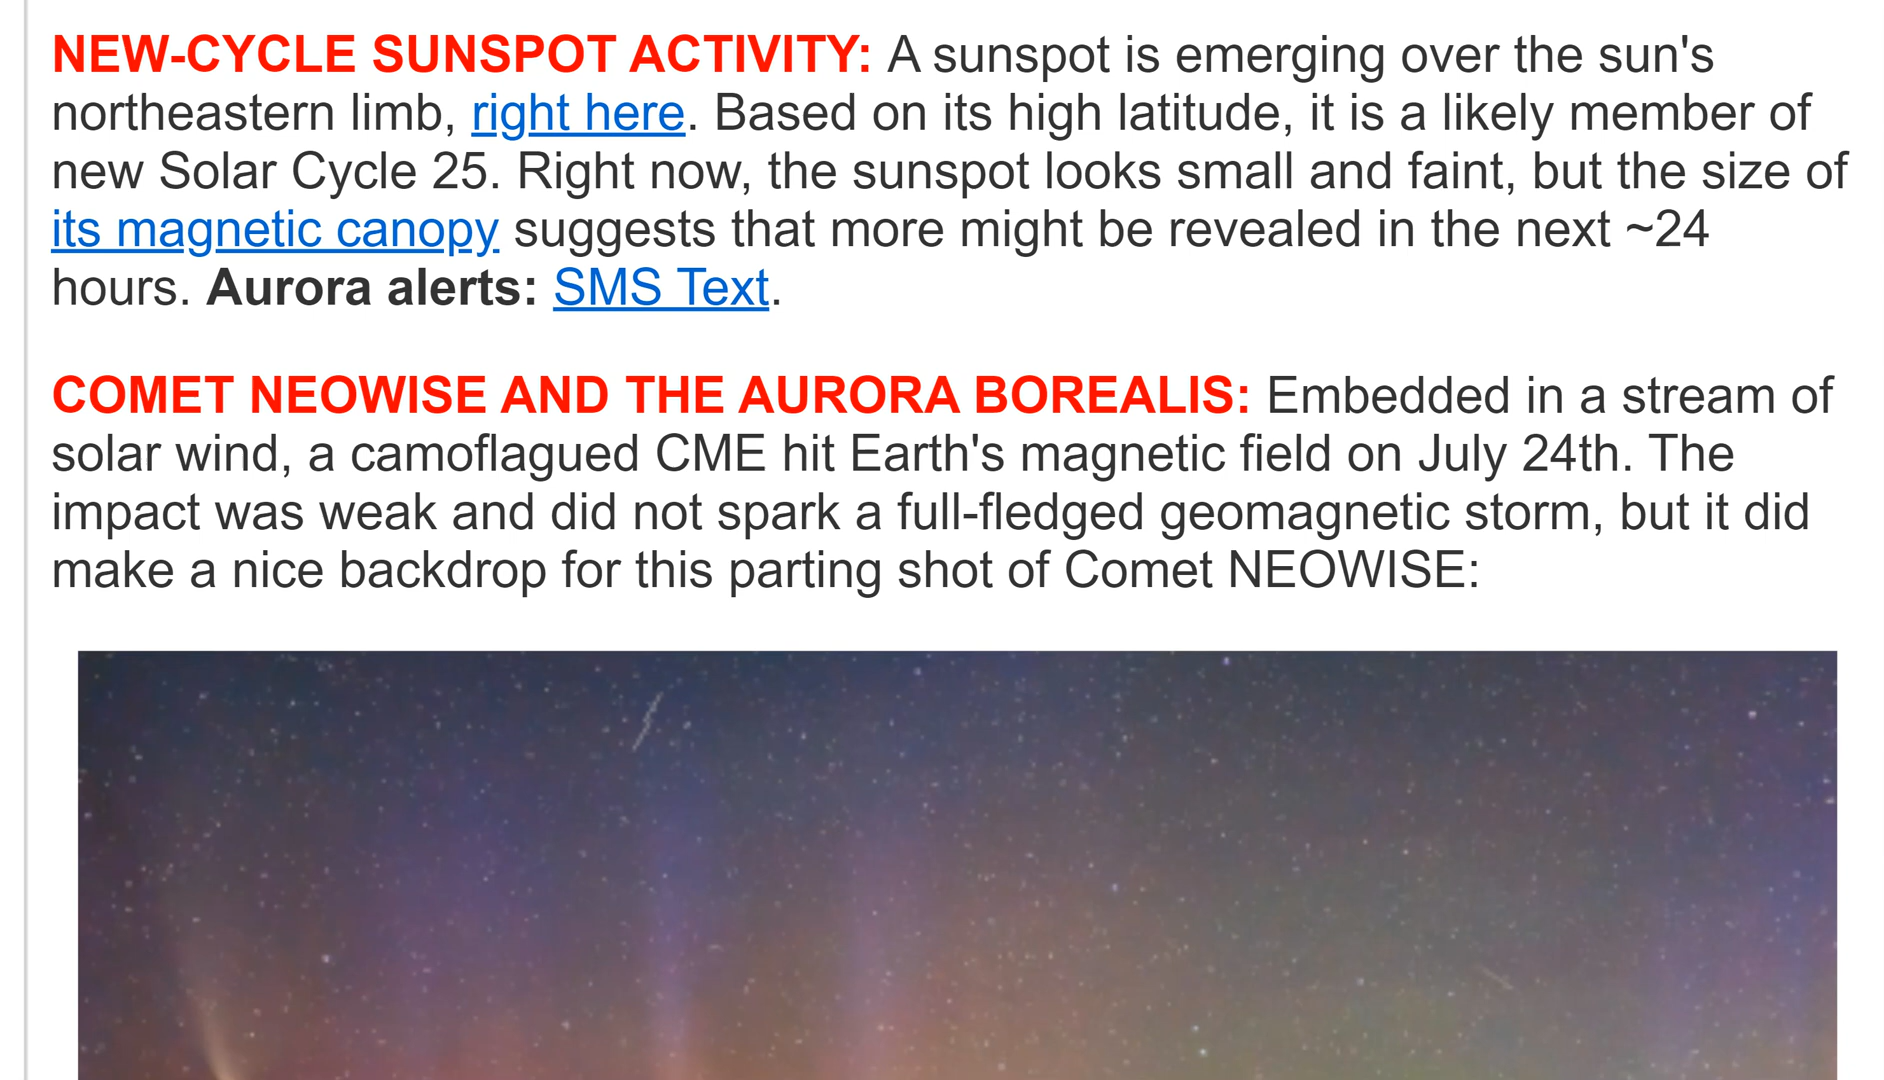 NEW-CYCLE SUNSPOT ACTIVITY: A sunspot is emerging over the sun's
northeastern limb, right here. Based on its high latitude, it is a likely member of
new Solar Cycle 25. Right now, the sunspot looks small and faint, but the size of
its magnetic canopy suggests that more might be revealed in the next ~24
hours. Aurora alerts: SMS Text.
COMET NEOWISE AND THE AURORA BOREALIS: Embedded in a stream of
solar wind, a camoflagued CME hit Earth's magnetic field on July 24th. The
impact was weak and did not spark a full-fledged geomagnetic storm, but it did
make a nice backdrop for this parting shot of Comet NEOWISE: